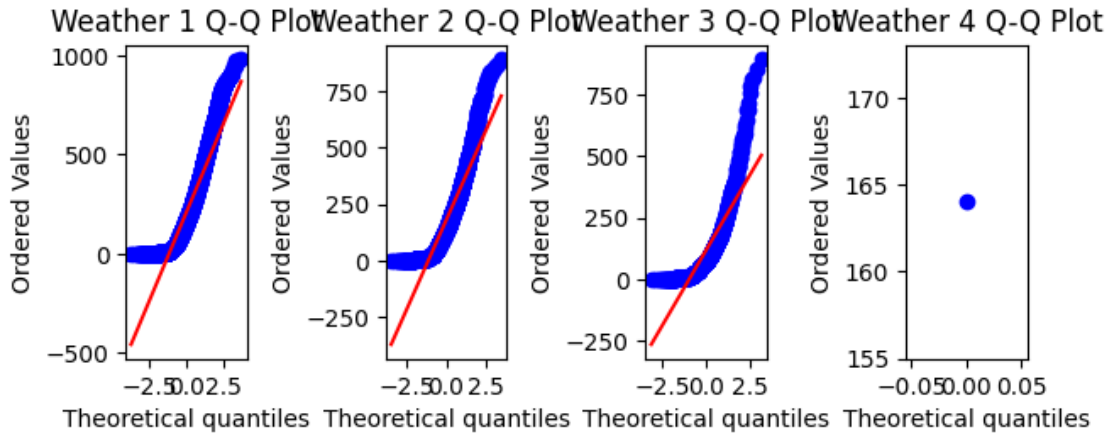 Weather 1 Q-Q Plot
Weather 2 Q-Q Plot
Weather 3 Q-Q Plot
Weather 4 Q-Q Plot
Ordered Values
1000
500
0
−500
−2.5
0.0
2.5
Theoretical quantiles
Ordered Values
750
500
250
0
−250
−2.5
0.0
2.5
Theoretical quantiles
Ordered Values
750
500
250
0
−250
−2.5
0.0
2.5
Theoretical quantiles
Ordered Values
170
165
160
155
−0.05
0.00
0.05
Theoretical quantiles